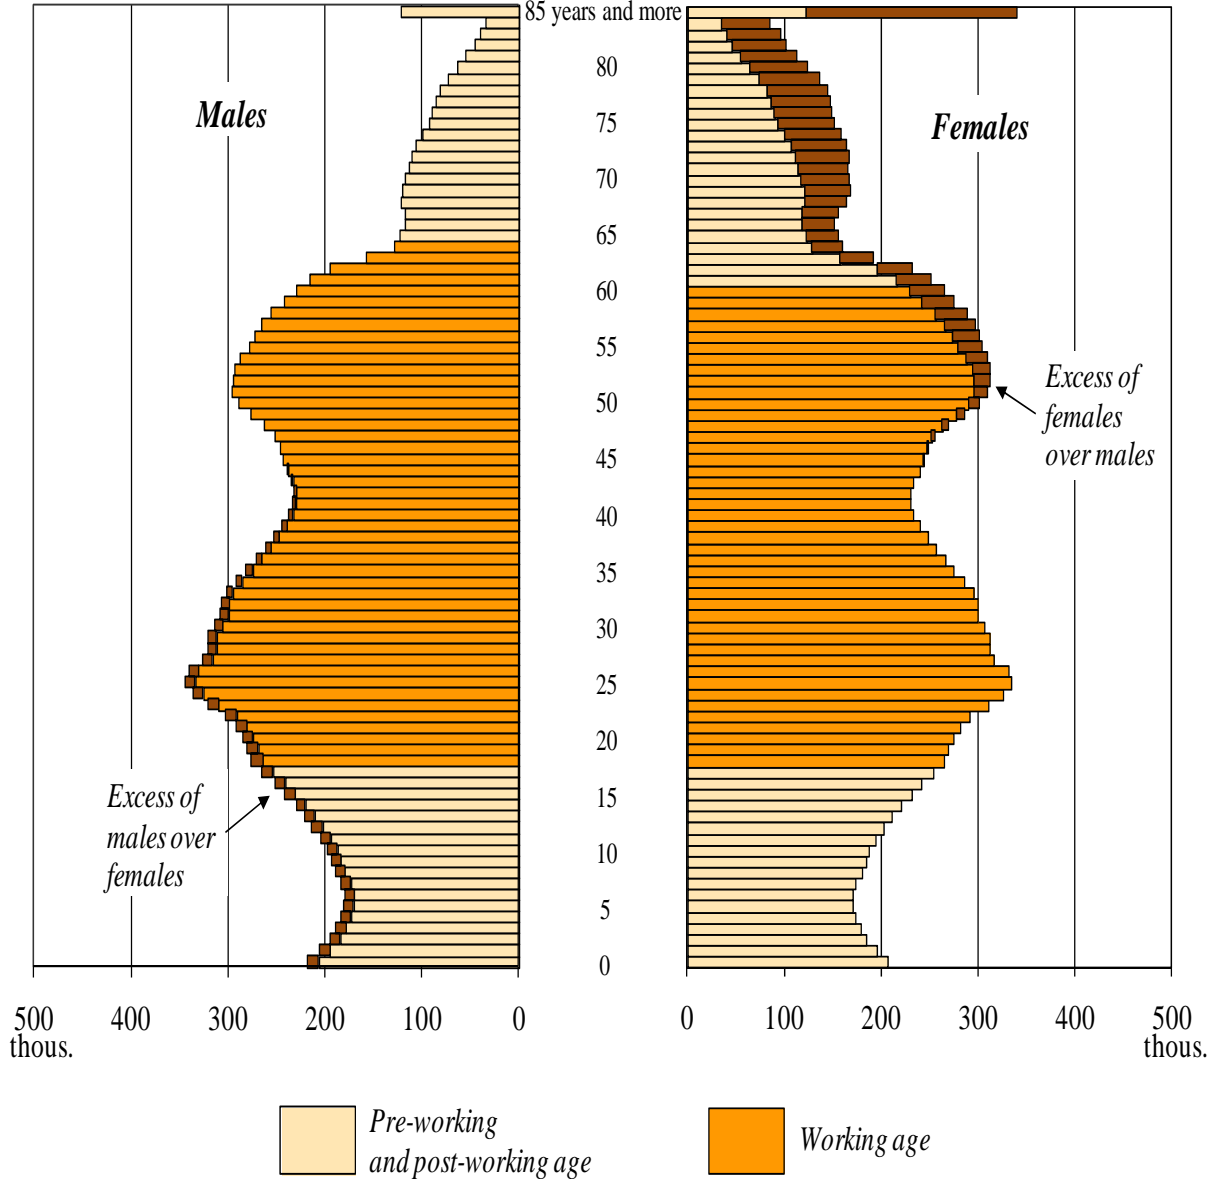 85 years and more
80
Males
Females
75
70
65
60
55
Excess of
females
over males
50
45
40
35
30
25
20
Excess of
males over
females
15
10
5
0
500 400 300 200 100 0
0 100 200 300 400 500
thous.
thous.
Pre-working
and post-working age
Working age